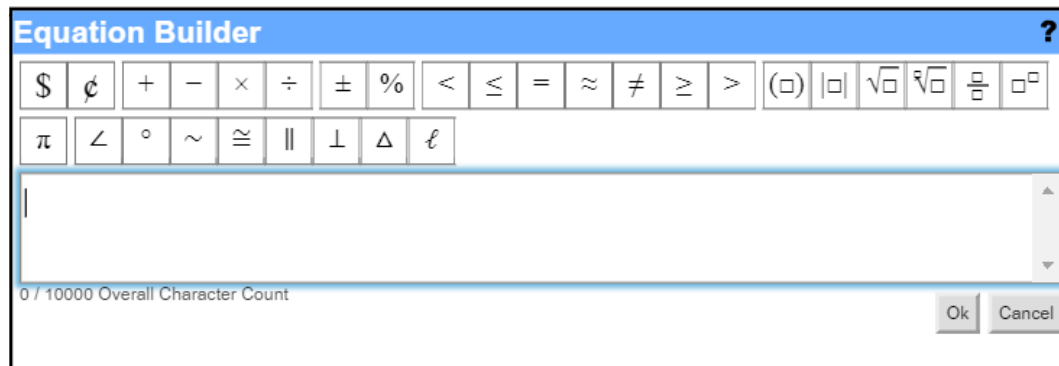 Equation Builder ?
$ ¢ + − × ÷ ± % < ≤ = ≈ ≠ ≥ > (□) |□| √□ ∛□ □/□ □□
π ∠ ° ~ ≅ ∥ ⊥ Δ ℓ
0 / 10000 Overall Character Count
Ok Cancel